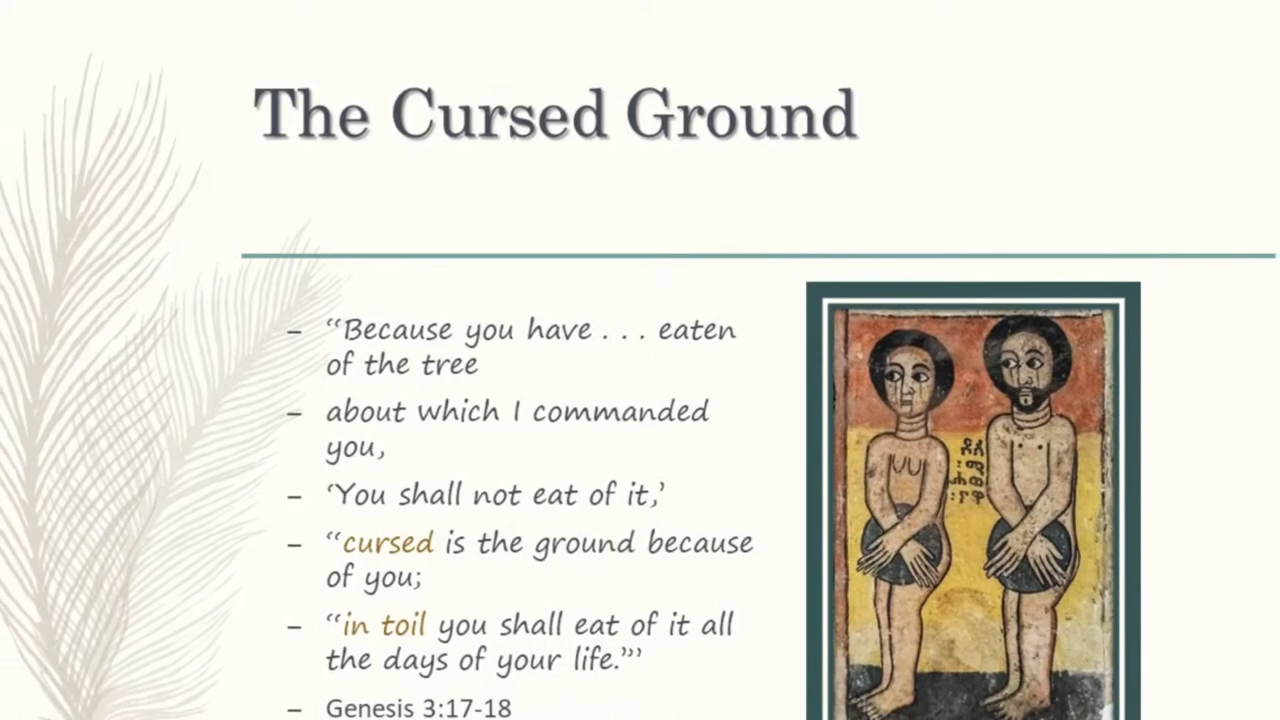 The Cursed Ground
– “Because you have . . . eaten
of the tree
– about which I commanded
you,
– ‘You shall not eat of it,’
– “cursed is the ground because
of you;
– “in toil you shall eat of it all
the days of your life.”’
– Genesis 3:17-18